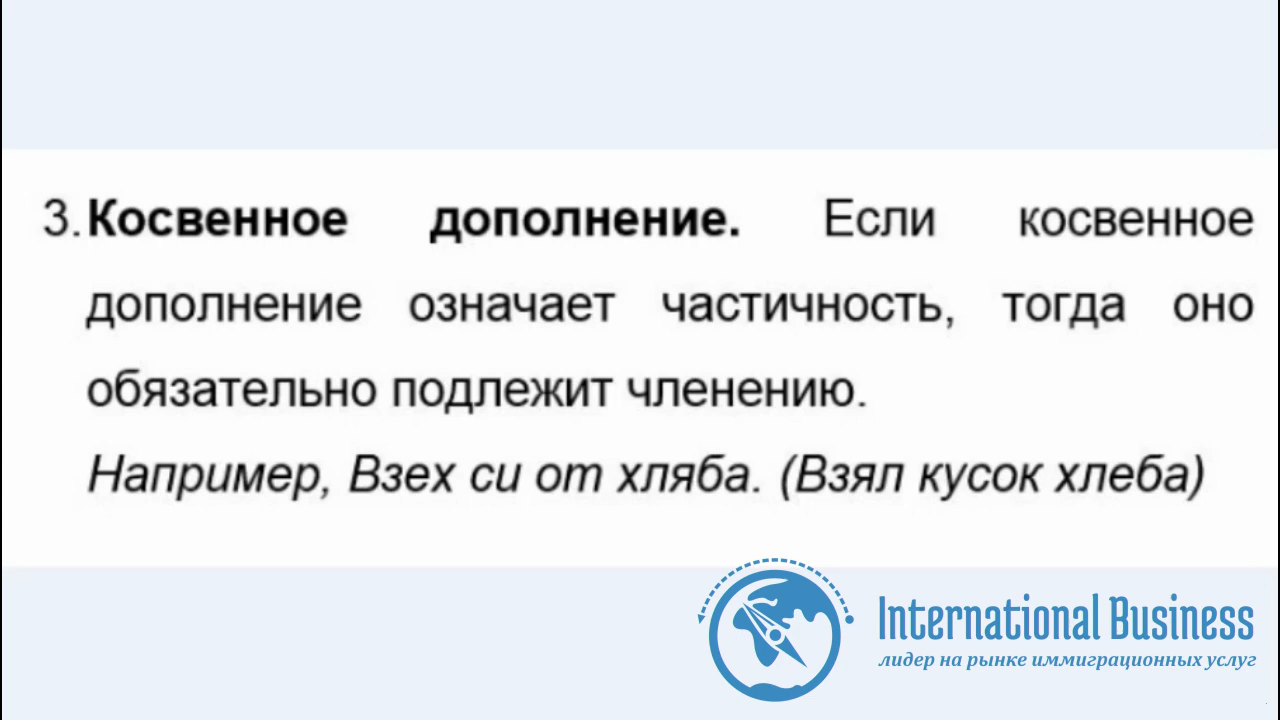 3. Косвенное дополнение. Если косвенное
дополнение означает частичность, тогда оно
обязательно подлежит членению.
Например, Взех си от хляба. (Взял кусок хлеба)
International Business
лидер на рынке иммиграционных услуг